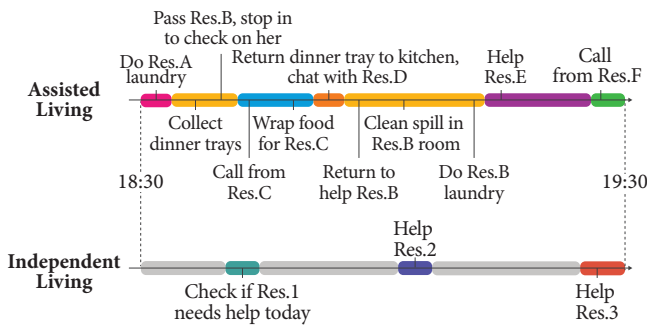 Pass Res.B, stop in
to check on her
Do Res.A
laundry
Return dinner tray to kitchen,
chat with Res.D
Help
Res.E
Call
from Res.F
Assisted
Living
Collect
dinner trays
Wrap food
for Res.C
Clean spill in
Res.B room
Call from
Res.C
Return to
help Res.B
Do Res.B
laundry
18:30
19:30
Independent
Living
Help
Res.2
Check if Res.1
needs help today
Help
Res.3